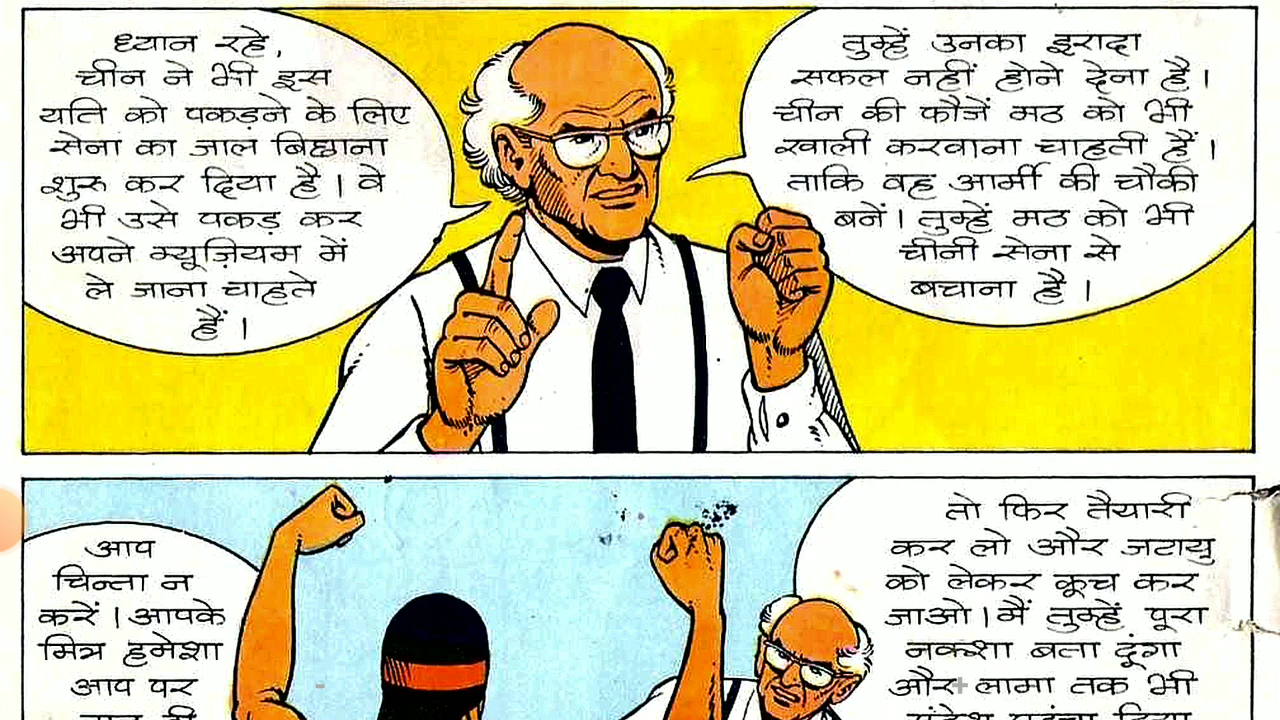 ध्यान रहे,
चीन ने भी इस
यति को पकड़ने के लिए
सेना का जाल बिछाना
शुरू कर दिया है। वे
भी उसे पकड़ कर
अपने म्यूज़ियम में
ले जाना चाहते
हैं।
तुम्हें उनका इरादा
सफल नहीं होने देना है।
चीन की फौजें मठ को भी
खाली करवाना चाहती हैं।
ताकि वह आर्मी की चौकी
बनें। तुम्हें मठ को भी
चीनी सेना से
बचाना है।
आप
चिन्ता न
करें। आपके
मित्र हमेशा
आप पर
तो फिर तैयारी
कर लो और जटायु
को लेकर कूच कर
जाओ। मैं तुम्हें पूरा
नक्शा बता दूंगा
और लामा तक भी